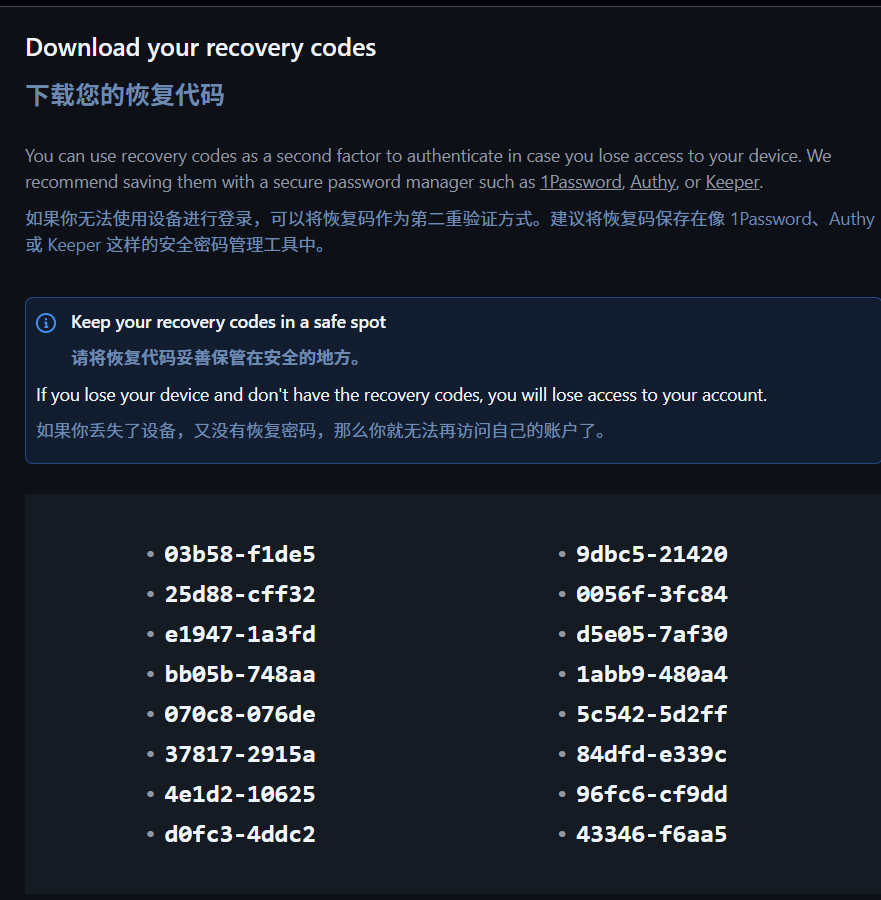 Download your recovery codes
下载您的恢复代码
You can use recovery codes as a second factor to authenticate in case you lose access to your device. We
recommend saving them with a secure password manager such as 1Password, Authy, or Keeper.
如果你无法使用设备进行登录，可以将恢复码作为第二重验证方式。建议将恢复码保存在像 1Password、Authy
或 Keeper 这样的安全密码管理工具中。
Keep your recovery codes in a safe spot
请将恢复代码妥善保管在安全的地方。
If you lose your device and don't have the recovery codes, you will lose access to your account.
如果你丢失了设备，又没有恢复密码，那么你就无法再访问自己的账户了。
• 03b58-f1de5 • 9dbc5-21420
• 25d88-cff32 • 0056f-3fc84
• e1947-1a3fd • d5e05-7af30
• bb05b-748aa • 1abb9-480a4
• 070c8-076de • 5c542-5d2ff
• 37817-2915a • 84dfd-e339c
• 4e1d2-10625 • 96fc6-cf9dd
• d0fc3-4ddc2 • 43346-f6aa5